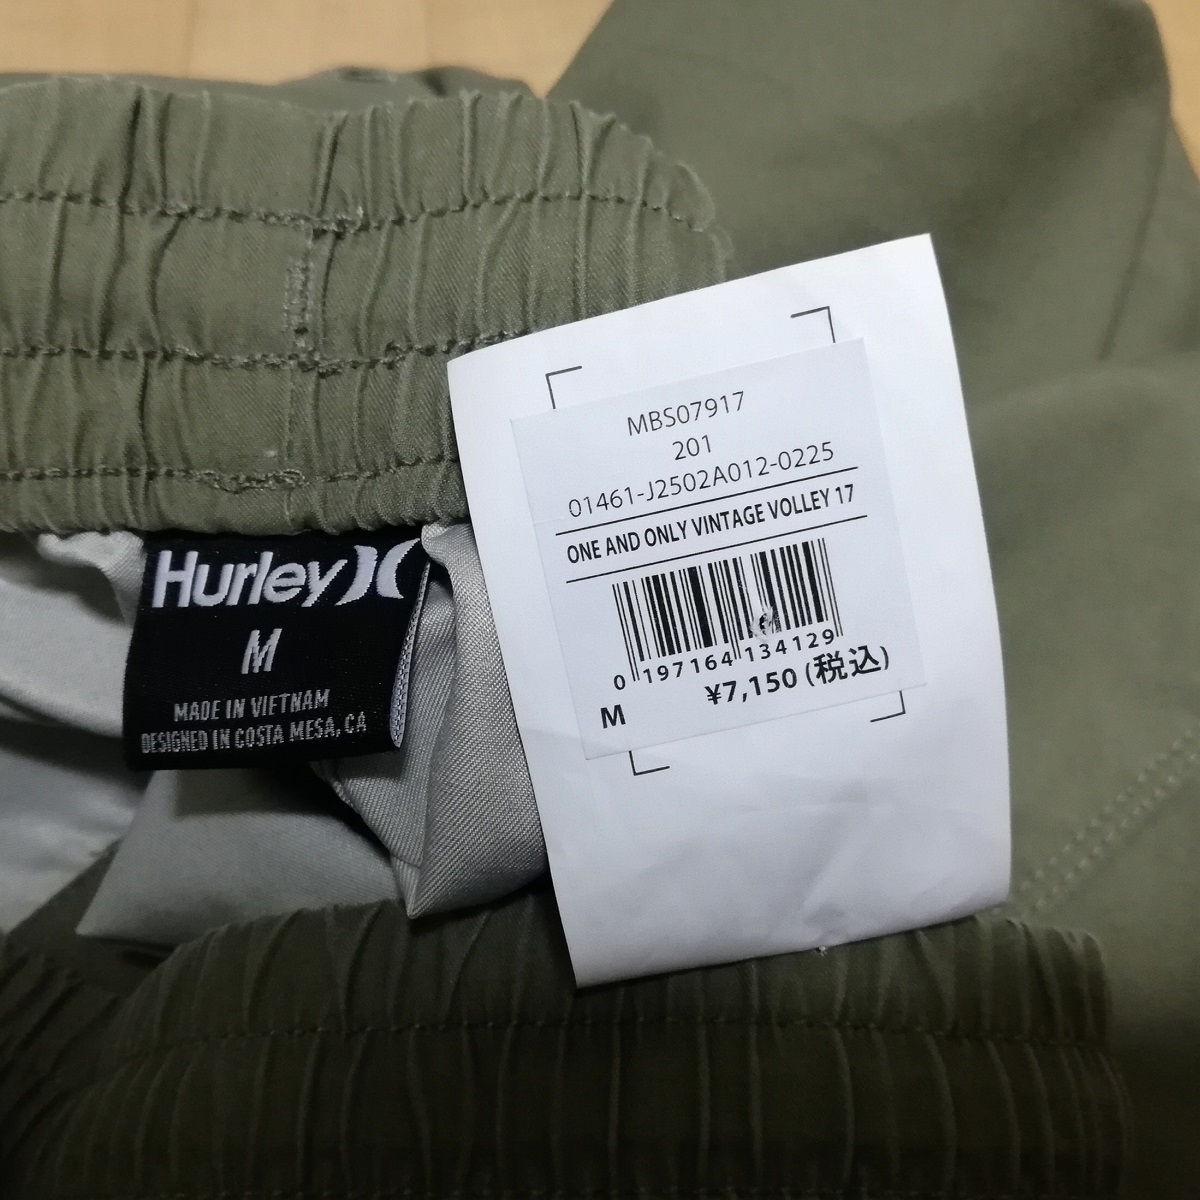 Hurley
M
MADE IN VIETNAM
DESIGNED IN COSTA MESA, CA
MBS07917
201
01461-J2502A012-0225
ONE AND ONLY VINTAGE VOLLEY 17
0 197164 134129
¥7,150 (税込)
M